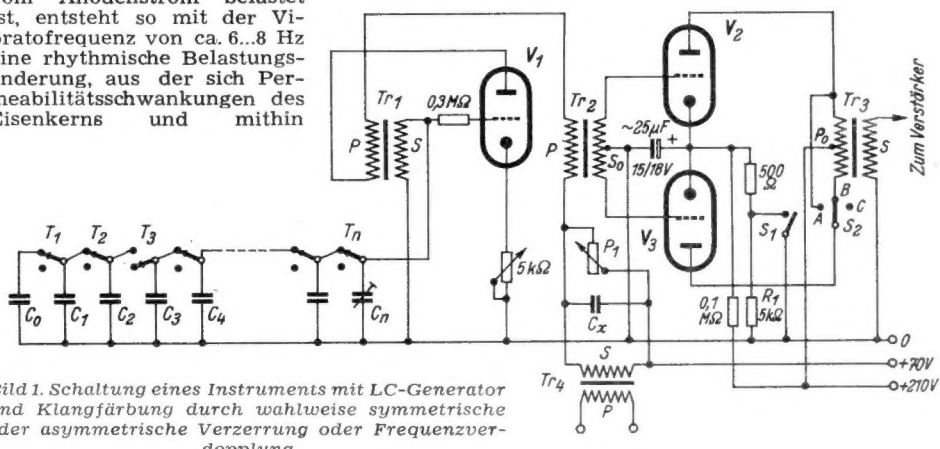 vom Anodenstrom belastet
ist, entsteht so mit der Vi-
bratofrequenz von ca. 6...8 Hz
eine rhythmische Belastungs-
änderung, aus der sich Per-
meabilitätsschwankungen des
Eisenkerns und mithin
V1
V2
Tr1
0,3MΩ
P
S
Tr2
P
S0
~25µF
+
15/18V
V3
500
Ω
Tr3
P0
S
Zum Verstärker
B
A
C
S2
S1
T1
T2
T3
Tn
5kΩ
P1
Cx
0,1
MΩ
R1
5kΩ
C0
C1
C2
C3
C4
Cn
S
Tr4
P
0
+70V
+210V
Bild 1. Schaltung eines Instruments mit LC-Generator
und Klangfärbung durch wahlweise symmetrische
oder asymmetrische Verzerrung oder Frequenzver-
dopplung